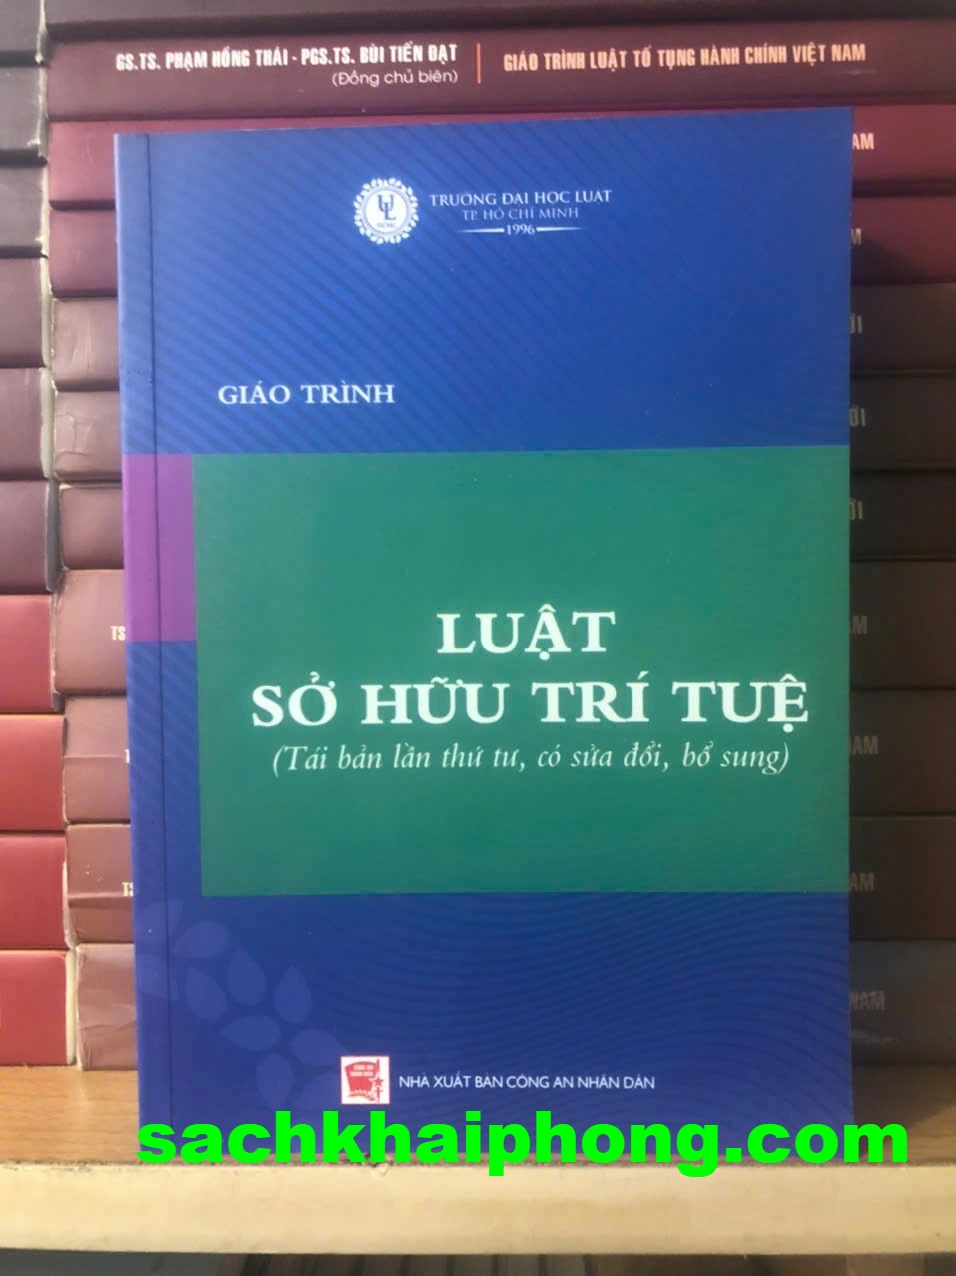 GS.TS. PHẠM HỒNG THÁI - PGS.TS. BÙI TIẾN ĐẠT
(Đồng chủ biên)
GIÁO TRÌNH LUẬT TỐ TỤNG HÀNH CHÍNH VIỆT NAM
TRƯỜNG ĐẠI HỌC LUẬT
TP. HỒ CHÍ MINH
1996
GIÁO TRÌNH
LUẬT
SỞ HỮU TRÍ TUỆ
(Tái bản lần thứ tư, có sửa đổi, bổ sung)
NHÀ XUẤT BẢN CÔNG AN NHÂN DÂN
sachkhaiphong.com